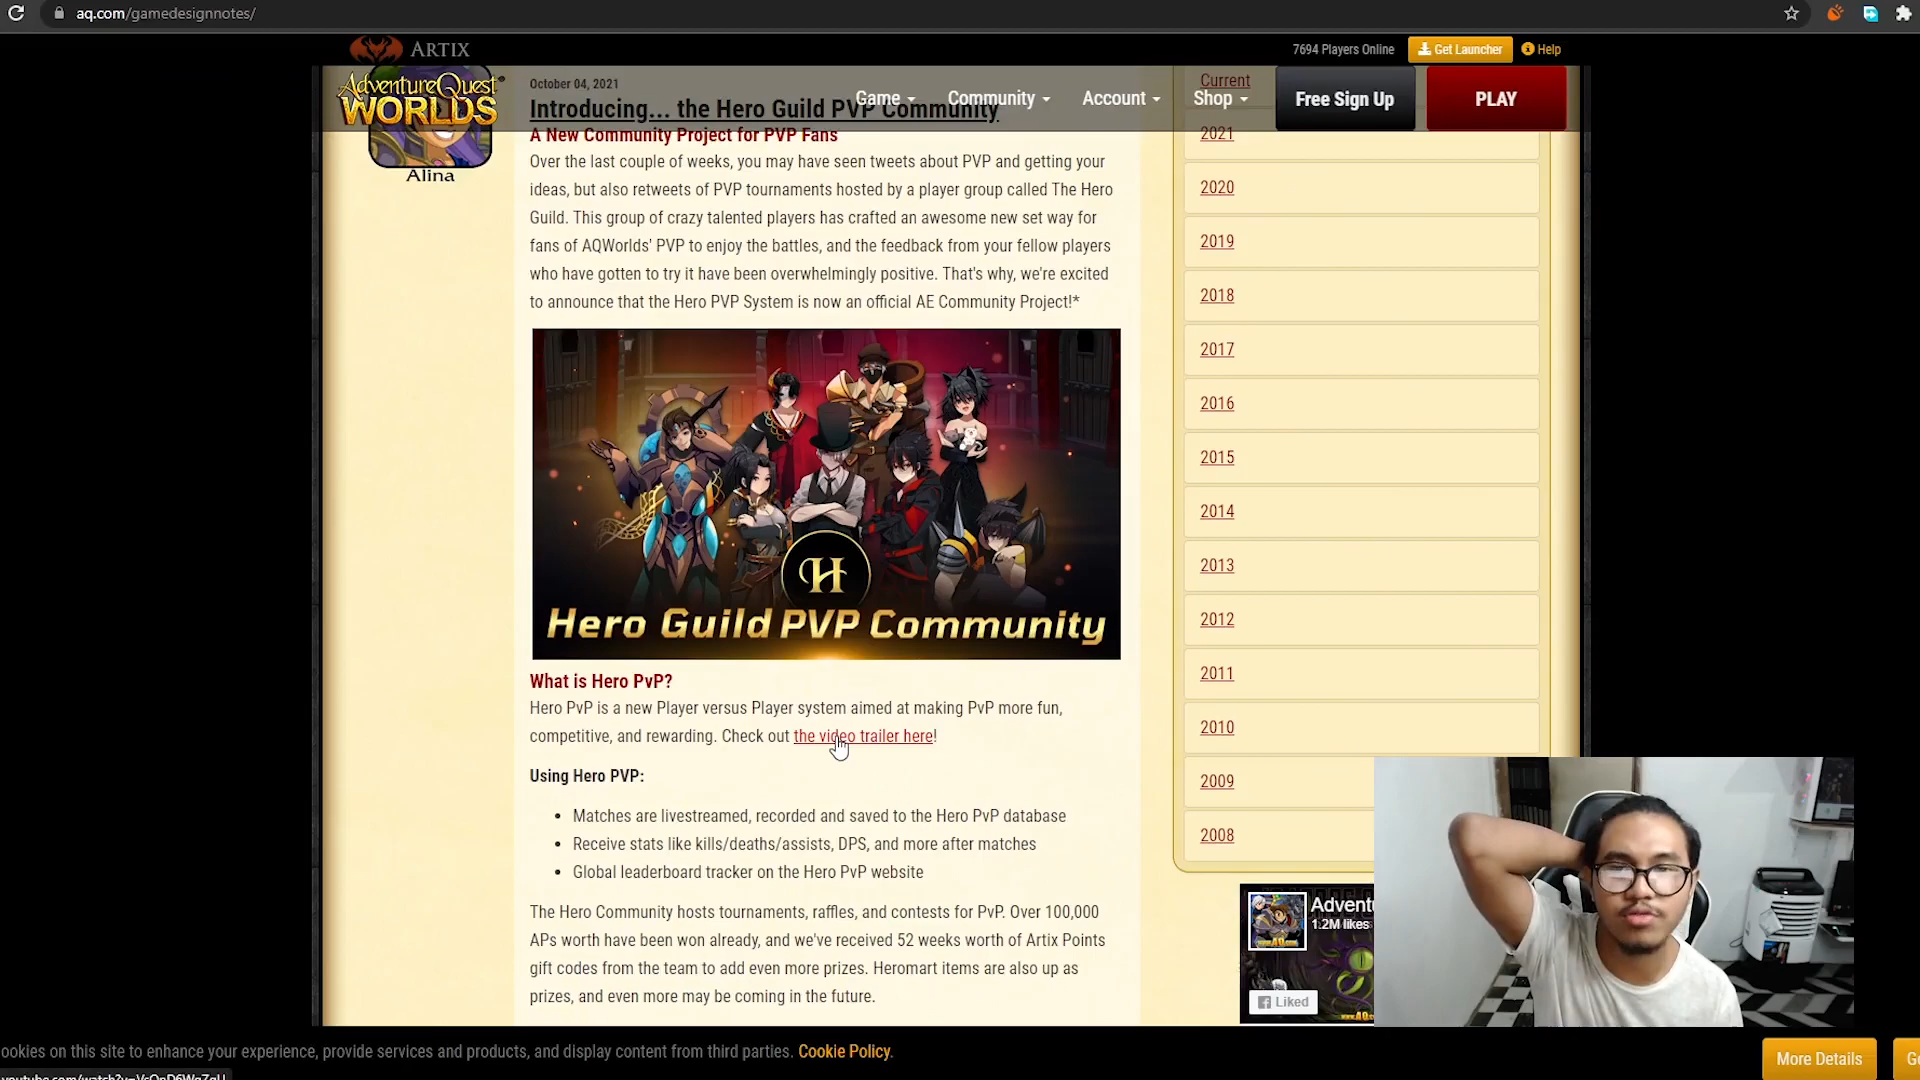 aq.com/gamedesignnotes/
ARTIX
7694 Players Online
Get Launcher
Help
AdventureQuest
WORLDS
Game
Community
Account
Shop
Free Sign Up
PLAY
Alina
October 04, 2021
Introducing... the Hero Guild PVP Community
A New Community Project for PVP Fans
Over the last couple of weeks, you may have seen tweets about PVP and getting your
ideas, but also retweets of PVP tournaments hosted by a player group called The Hero
Guild. This group of crazy talented players has crafted an awesome new set way for
fans of AQWorlds' PVP to enjoy the battles, and the feedback from your fellow players
who have gotten to try it have been overwhelmingly positive. That's why, we're excited
to announce that the Hero PVP System is now an official AE Community Project!*
H
Hero Guild PVP Community
What is Hero PvP?
Hero PvP is a new Player versus Player system aimed at making PvP more fun,
competitive, and rewarding. Check out the video trailer here!
Using Hero PVP:
• Matches are livestreamed, recorded and saved to the Hero PvP database
• Receive stats like kills/deaths/assists, DPS, and more after matches
• Global leaderboard tracker on the Hero PvP website
The Hero Community hosts tournaments, raffles, and contests for PvP. Over 100,000
APs worth have been won already, and we've received 52 weeks worth of Artix Points
gift codes from the team to add even more prizes. Heromart items are also up as
prizes, and even more may be coming in the future.
Current
2021
2020
2019
2018
2017
2016
2015
2014
2013
2012
2011
2010
2009
2008
Advent
1.2M likes
Liked
ookies on this site to enhance your experience, provide services and products, and display content from third parties. Cookie Policy.
More Details